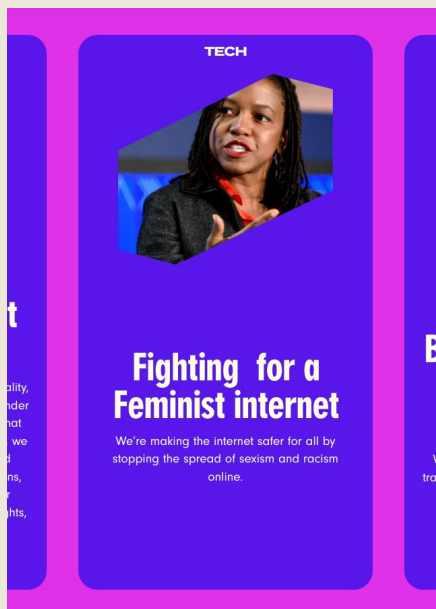 TECH
Fighting for a
Feminist internet
We're making the internet safer for all by
stopping the spread of sexism and racism
online.